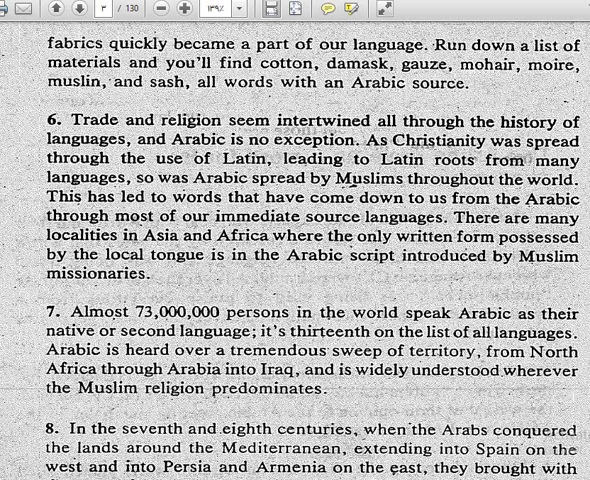 ٣ / 130 ١٣٩٪
fabrics quickly became a part of our language. Run down a list of
materials and you'll find cotton, damask, gauze, mohair, moire,
muslin, and sash, all words with an Arabic source.
6. Trade and religion seem intertwined all through the history of
languages, and Arabic is no exception. As Christianity was spread
through the use of Latin, leading to Latin roots from many
languages, so was Arabic spread by Muslims throughout the world.
This has led to words that have come down to us from the Arabic
through most of our immediate source languages. There are many
localities in Asia and Africa where the only written form possessed
by the local tongue is in the Arabic script introduced by Muslim
missionaries.
7. Almost 73,000,000 persons in the world speak Arabic as their
native or second language; it's thirteenth on the list of all languages.
Arabic is heard over a tremendous sweep of territory, from North
Africa through Arabia into Iraq, and is widely understood wherever
the Muslim religion predominates.
8. In the seventh and eighth centuries, when the Arabs conquered
the lands around the Mediterranean, extending into Spain on the
west and into Persia and Armenia on the east, they brought with